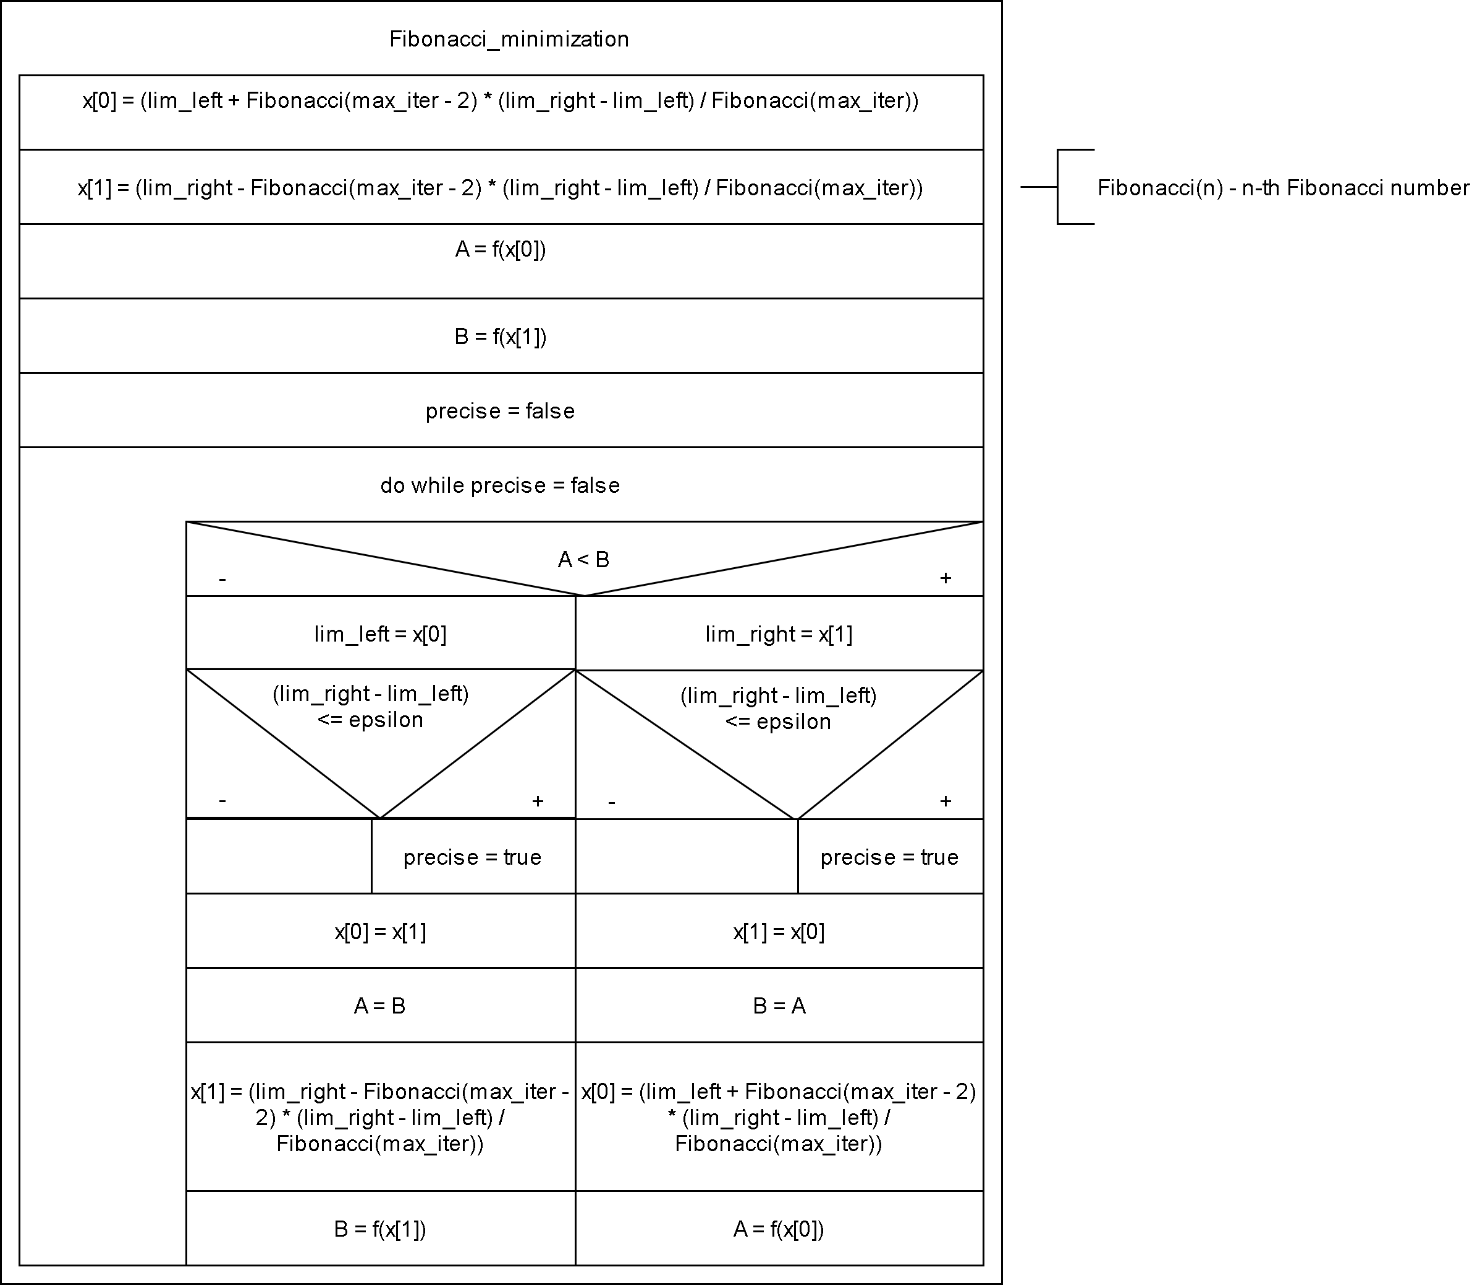 Fibonacci_minimization
x[0] = (lim_left + Fibonacci(max_iter - 2) * (lim_right - lim_left) / Fibonacci(max_iter))
x[1] = (lim_right - Fibonacci(max_iter - 2) * (lim_right - lim_left) / Fibonacci(max_iter))
Fibonacci(n) - n-th Fibonacci number
A = f(x[0])
B = f(x[1])
precise = false
do while precise = false
A < B
-
+
lim_left = x[0]
lim_right = x[1]
(lim_right - lim_left)
<= epsilon
(lim_right - lim_left)
<= epsilon
-
+
-
+
precise = true
precise = true
x[0] = x[1]
x[1] = x[0]
A = B
B = A
x[1] = (lim_right - Fibonacci(max_iter -
2) * (lim_right - lim_left) /
Fibonacci(max_iter))
x[0] = (lim_left + Fibonacci(max_iter - 2)
* (lim_right - lim_left) /
Fibonacci(max_iter))
B = f(x[1])
A = f(x[0])